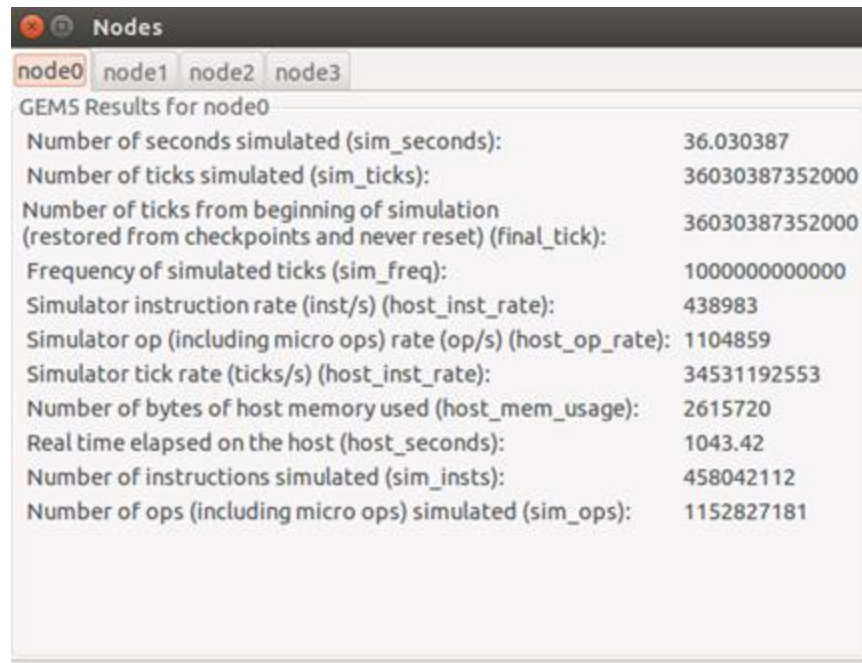 Nodes
node0 node1 node2 node3
GEM5 Results for node0
Number of seconds simulated (sim_seconds): 36.030387
Number of ticks simulated (sim_ticks): 36030387352000
Number of ticks from beginning of simulation
(restored from checkpoints and never reset) (final_tick): 36030387352000
Frequency of simulated ticks (sim_freq): 1000000000000
Simulator instruction rate (inst/s) (host_inst_rate): 438983
Simulator op (including micro ops) rate (op/s) (host_op_rate): 1104859
Simulator tick rate (ticks/s) (host_inst_rate): 34531192553
Number of bytes of host memory used (host_mem_usage): 2615720
Real time elapsed on the host (host_seconds): 1043.42
Number of instructions simulated (sim_insts): 458042112
Number of ops (including micro ops) simulated (sim_ops): 1152827181